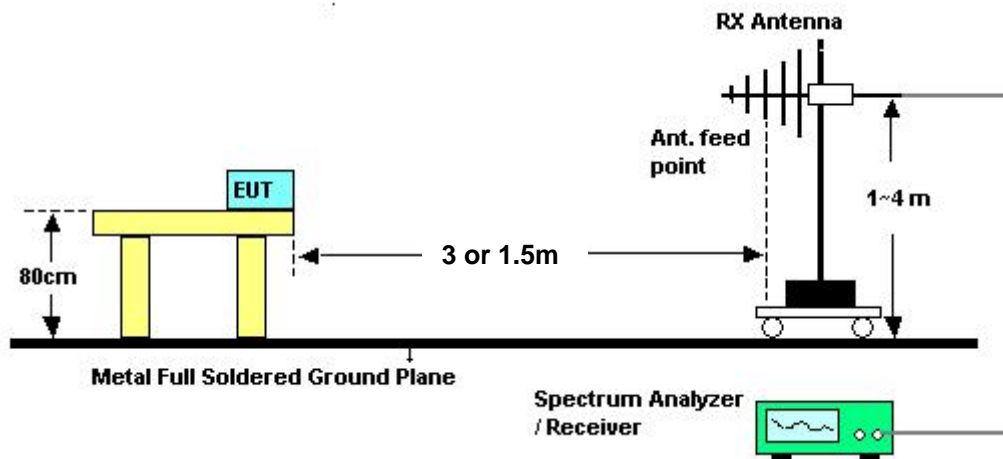 RX Antenna
Ant. feed
point
EUT
1~4 m
3 or 1.5m
80cm
Metal Full Soldered Ground Plane
Spectrum Analyzer
/ Receiver